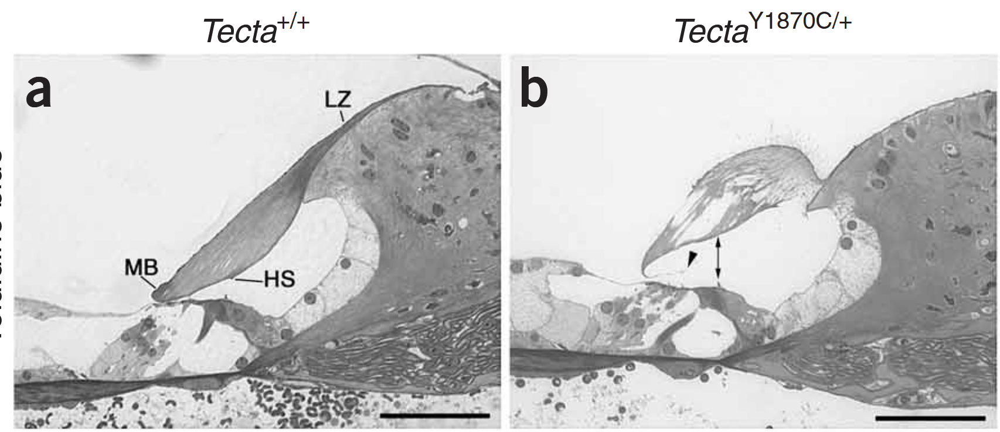 Tecta+/+
TectaY1870C/+
a
b
LZ
MB
HS